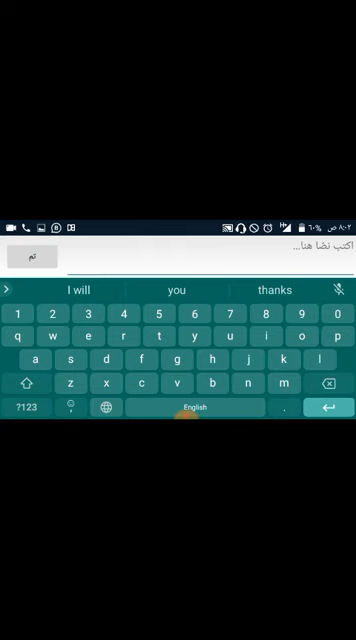 ٨:٠٢ ص ٦٠% H+
اكتب نصًا هنا...
تم
I will you thanks
1 2 3 4 5 6 7 8 9 0
q w e r t y u i o p
a s d f g h j k l
z x c v b n m
?123 , English .